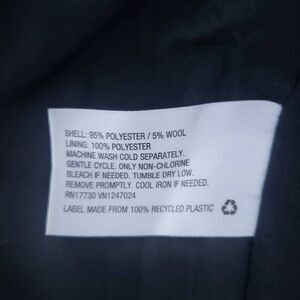 SHELL: 95% POLYESTER / 5% WOOL
LINING: 100% POLYESTER
MACHINE WASH COLD SEPARATELY.
GENTLE CYCLE. ONLY NON-CHLORINE
BLEACH IF NEEDED. TUMBLE DRY LOW.
REMOVE PROMPTLY. COOL IRON IF NEEDED.
RN17730 VN1247024
LABEL MADE FROM 100% RECYCLED PLASTIC